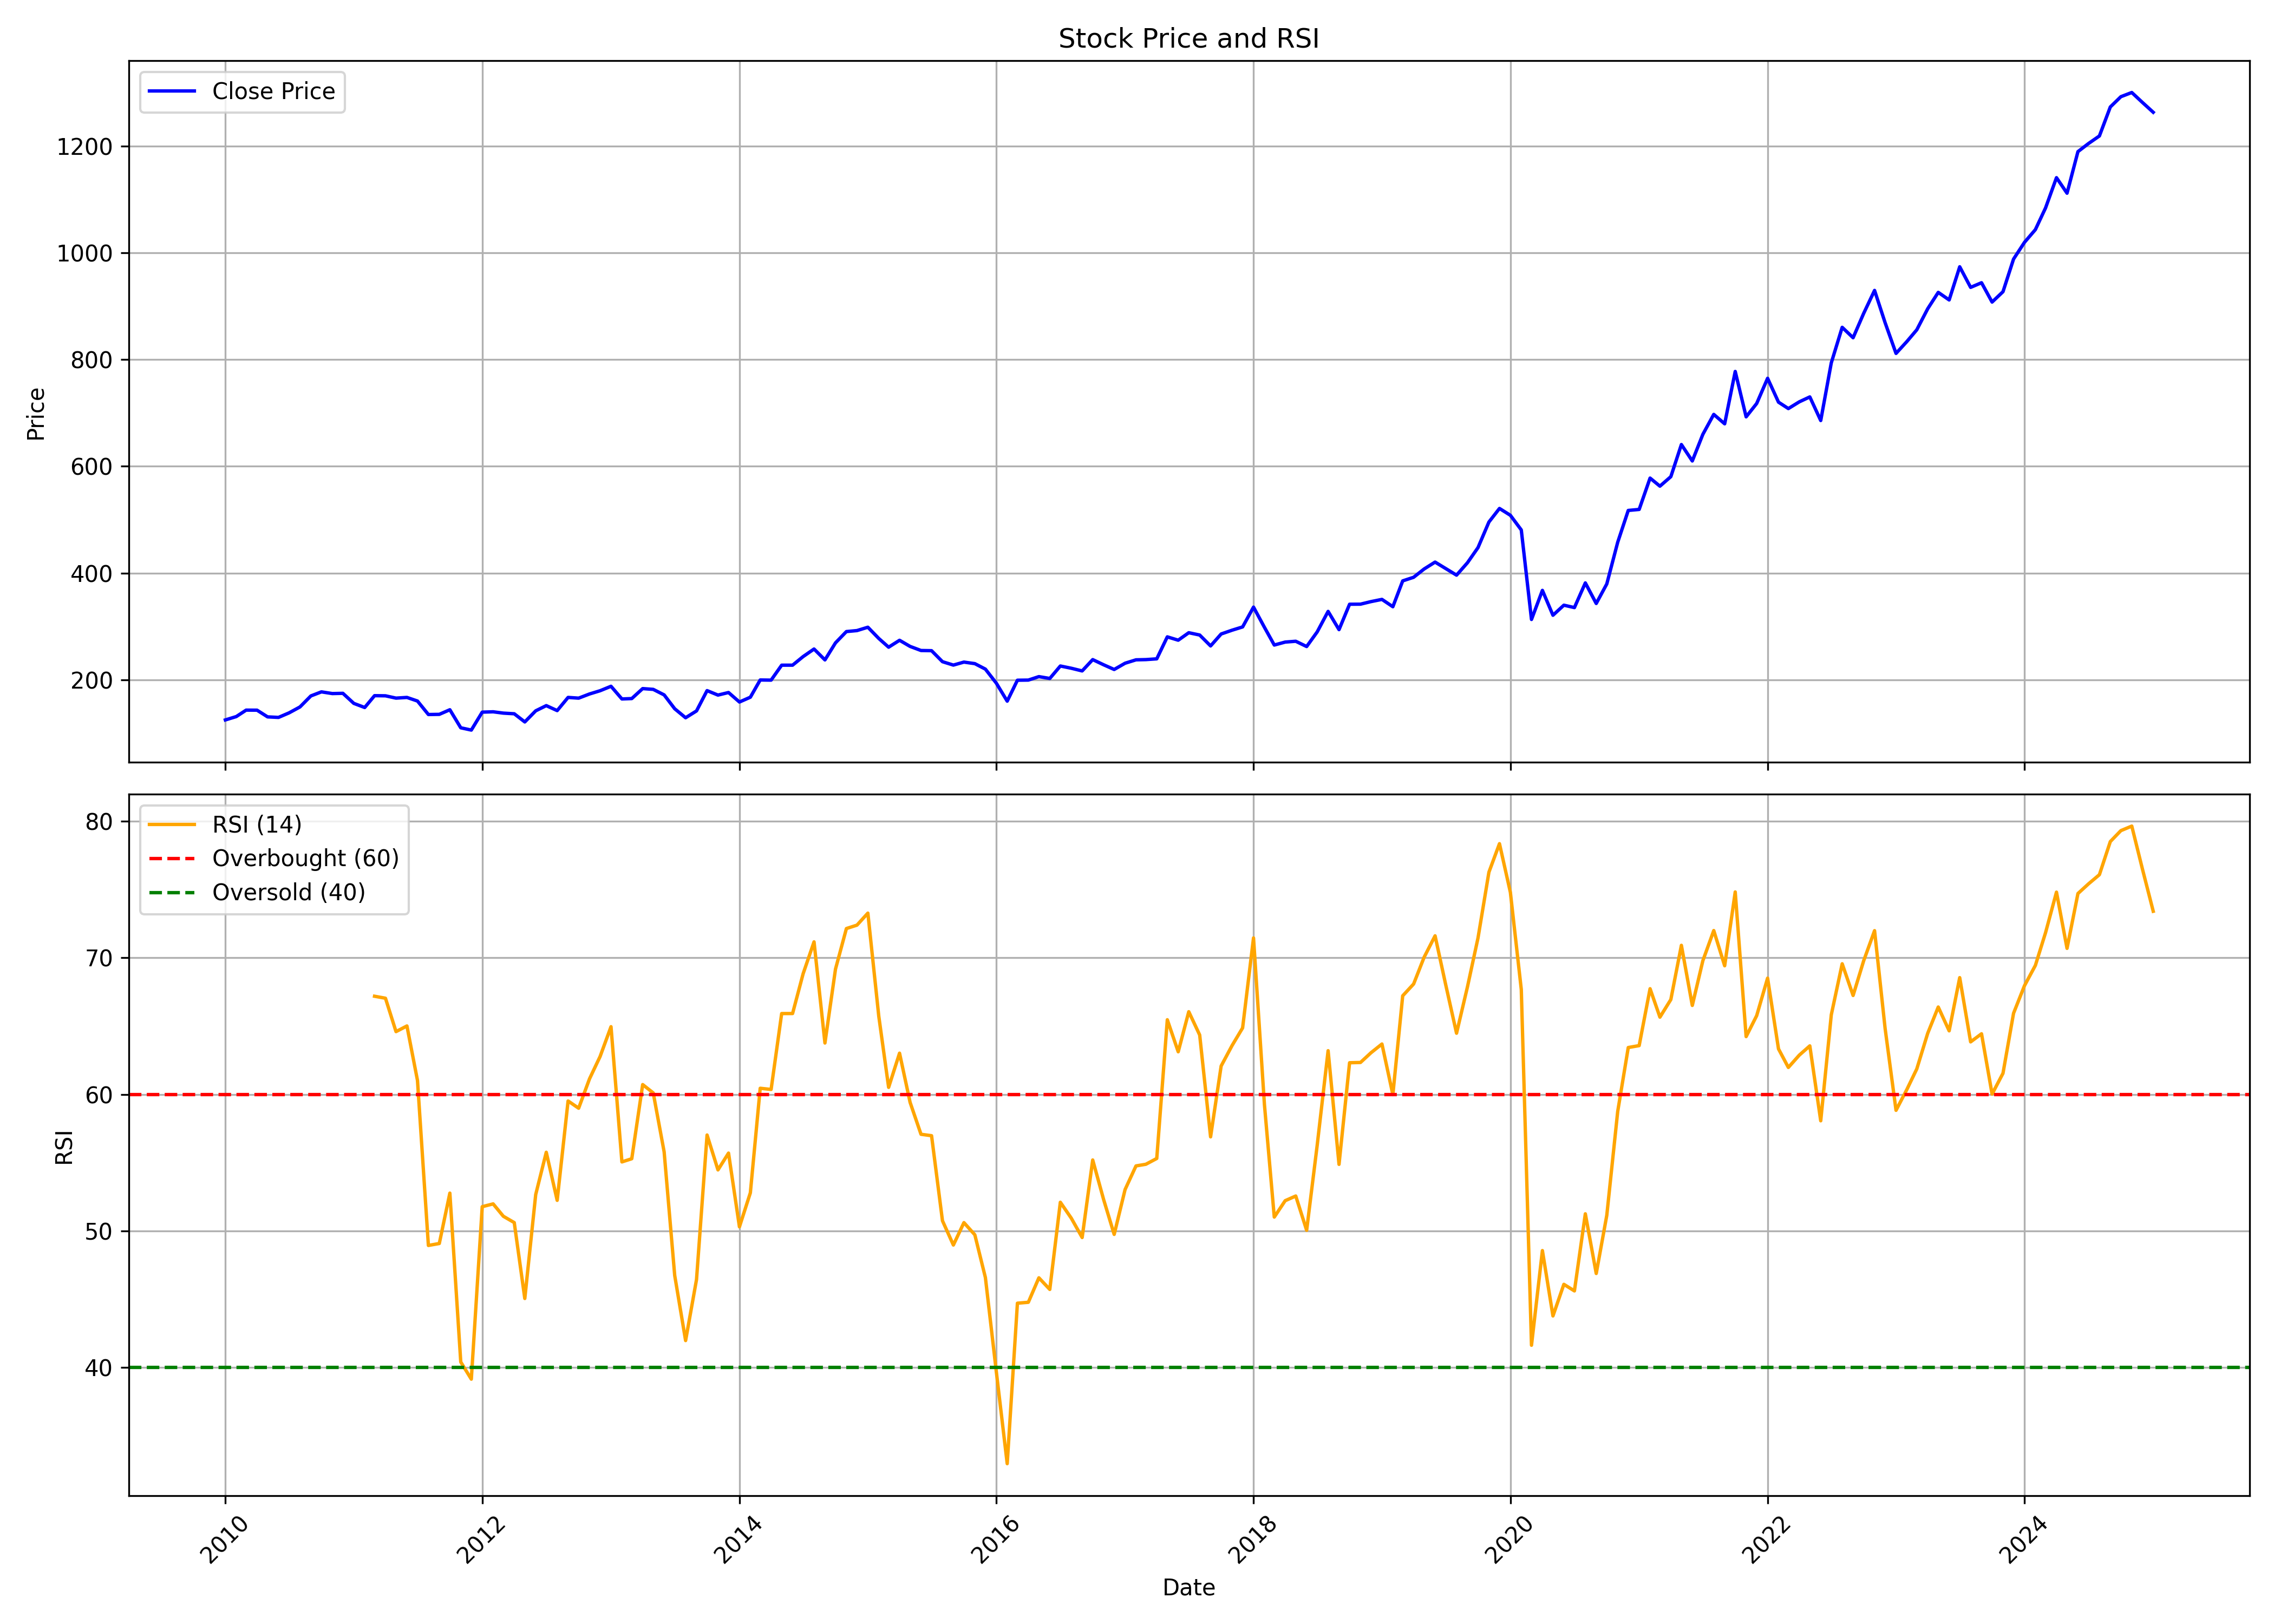 Stock Price and RSI
Close Price
1200
1000
800
600
400
200
Price
RSI (14)
Overbought (60)
Oversold (40)
80
70
60
50
40
RSI
2010
2012
2014
2016
2018
2020
2022
2024
Date